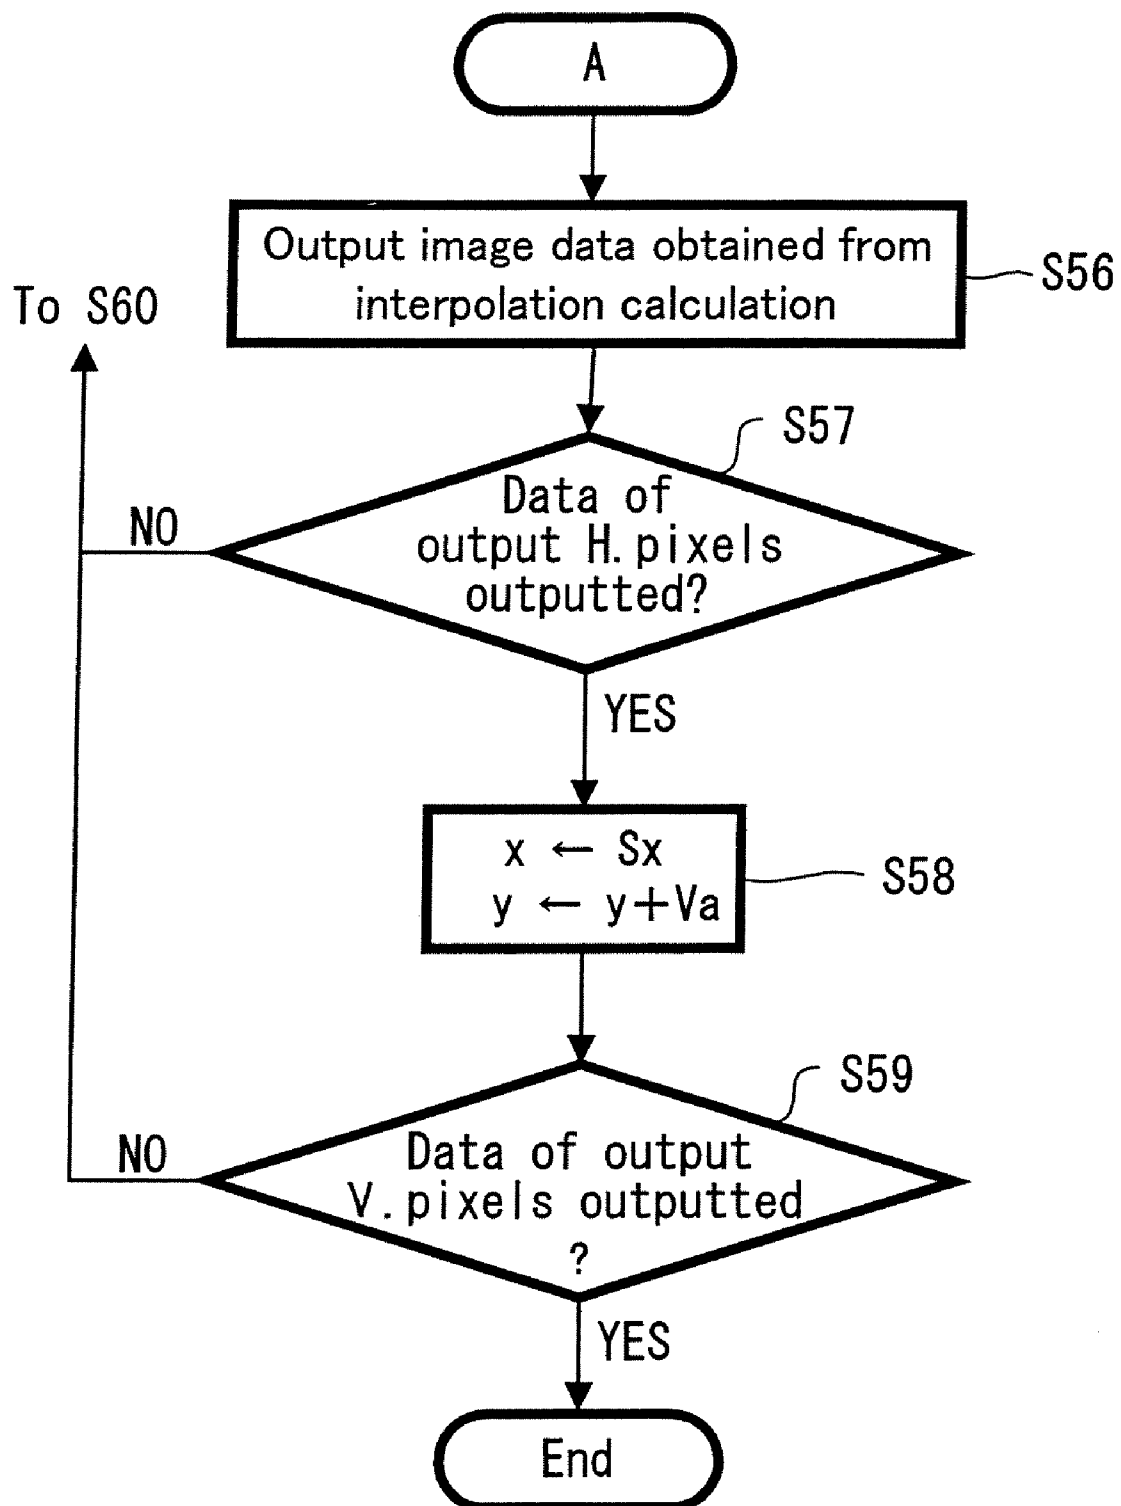 A
Output image data obtained from
interpolation calculation
S56
To S60
S57
Data of
output H.pixels
outputted?
NO
YES
x ← Sx
y ← y+Va
S58
S59
Data of output
V.pixels outputted
?
NO
YES
End